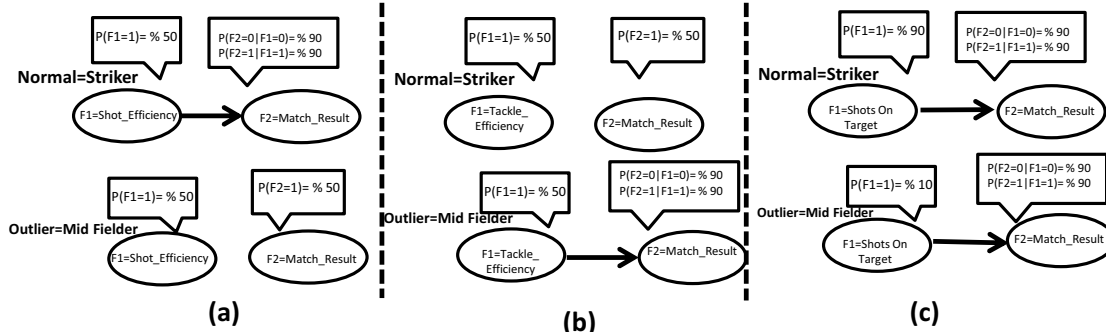 P(F1=1)= % 50
P(F2=0|F1=0)= % 90
P(F2=1|F1=1)= % 90
Normal=Striker
F1=Shot_Efficiency
F2=Match_Result
P(F1=1)= % 50
P(F2=1)= % 50
Outlier=Mid Fielder
F1=Shot_Efficiency
F2=Match_Result
(a)
P(F1=1)= % 50
P(F2=1)= % 50
Normal=Striker
F1=Tackle_
Efficiency
F2=Match_Result
P(F1=1)= % 50
P(F2=0|F1=0)= % 90
P(F2=1|F1=1)= % 90
Outlier=Mid Fielder
F1=Tackle_
Efficiency
F2=Match_Result
(b)
P(F1=1)= % 90
P(F2=0|F1=0)= % 90
P(F2=1|F1=1)= % 90
Normal=Striker
F1=Shots On
Target
F2=Match_Result
P(F1=1)= % 10
P(F2=0|F1=0)= % 90
P(F2=1|F1=1)= % 90
Outlier=Mid Fielder
F1=Shots On
Target
F2=Match_Result
(c)